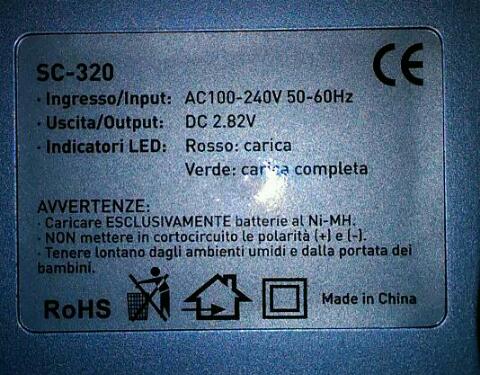 CE
SC-320
· Ingresso/Input: AC100-240V 50-60Hz
· Uscita/Output: DC 2.82V
· Indicatori LED: Rosso: carica
Verde: carica completa
AVVERTENZE:
· Caricare ESCLUSIVAMENTE batterie al Ni-MH.
· NON mettere in cortocircuito le polarità (+) e (-).
· Tenere lontano dagli ambienti umidi e dalla portata dei
bambini.
RoHS Made in China